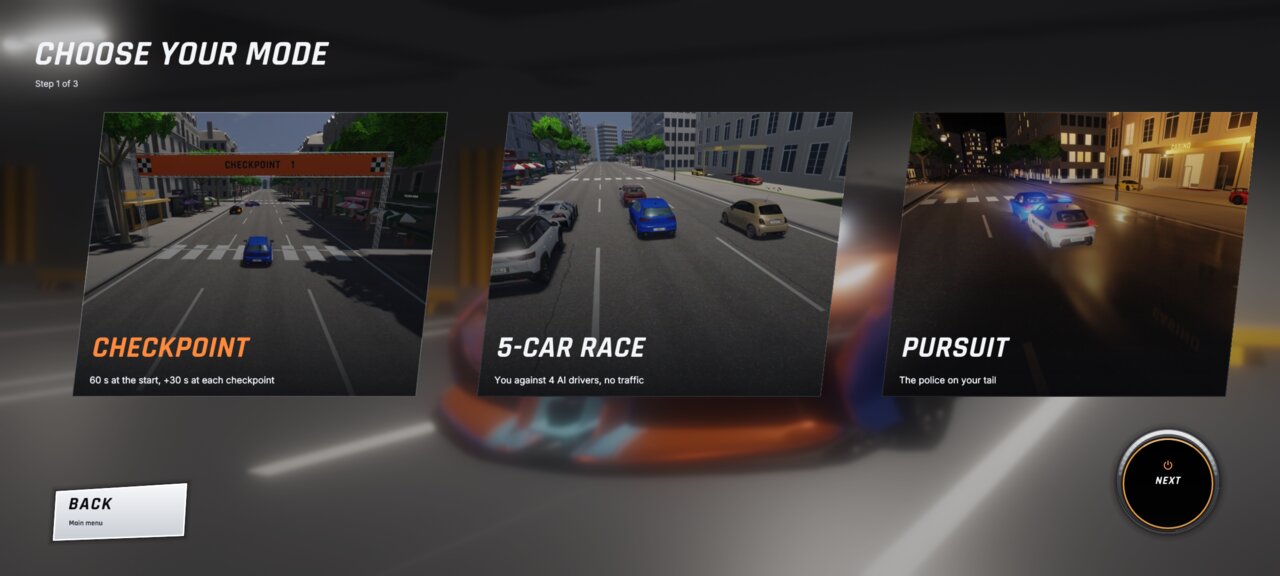 CHOOSE YOUR MODE
Step 1 of 3
CHECKPOINT 1
CASINO
CHECKPOINT
60 s at the start, +30 s at each checkpoint
5-CAR RACE
You against 4 AI drivers, no traffic
PURSUIT
The police on your tail
BACK
Main menu
NEXT